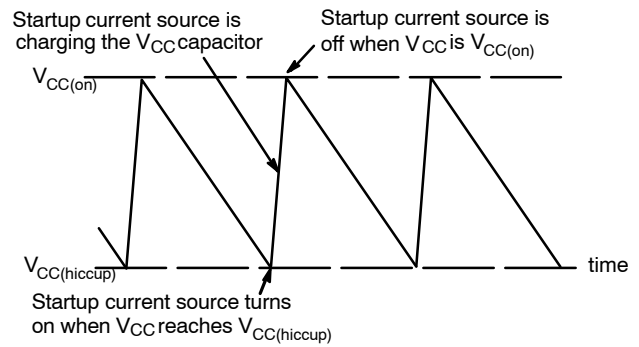 Startup current source is
charging the VCC capacitor
Startup current source is
off when VCC is VCC(on)
VCC(on)
VCC(hiccup)
time
Startup current source turns
on when VCC reaches VCC(hiccup)